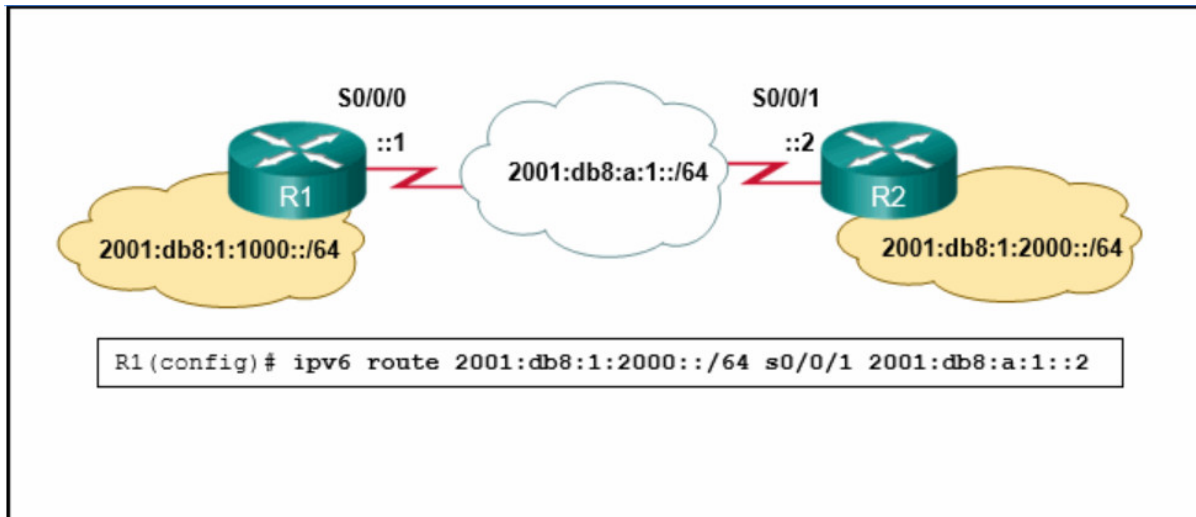 S0/0/0
S0/0/1
::1
::2
2001:db8:a:1::/64
R1
R2
2001:db8:1:1000::/64
2001:db8:1:2000::/64
R1(config)# ipv6 route 2001:db8:1:2000::/64 s0/0/1 2001:db8:a:1::2